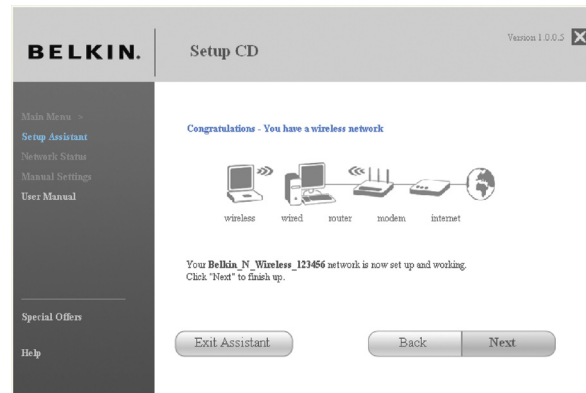 BELKIN.
Setup CD
Version 1.0.0.5
Main Menu >
Setup Assistant
Network Status
Manual Settings
User Manual
Special Offers
Help
Congratulations - You have a wireless network
wireless wired router modem internet
Your Belkin_N_Wireless_123456 network is now set up and working.
Click "Next" to finish up.
Exit Assistant
Back
Next